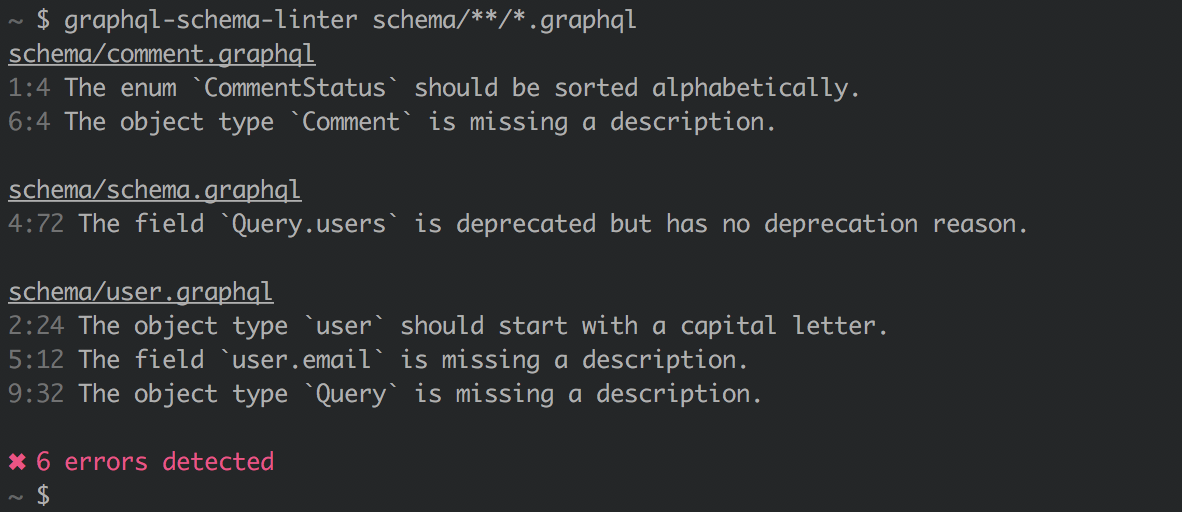 ~ $ graphql-schema-linter schema/**/*.graphql
schema/comment.graphql
1:4 The enum `CommentStatus` should be sorted alphabetically.
6:4 The object type `Comment` is missing a description.
schema/schema.graphql
4:72 The field `Query.users` is deprecated but has no deprecation reason.
schema/user.graphql
2:24 The object type `user` should start with a capital letter.
5:12 The field `user.email` is missing a description.
9:32 The object type `Query` is missing a description.
✖ 6 errors detected
~ $